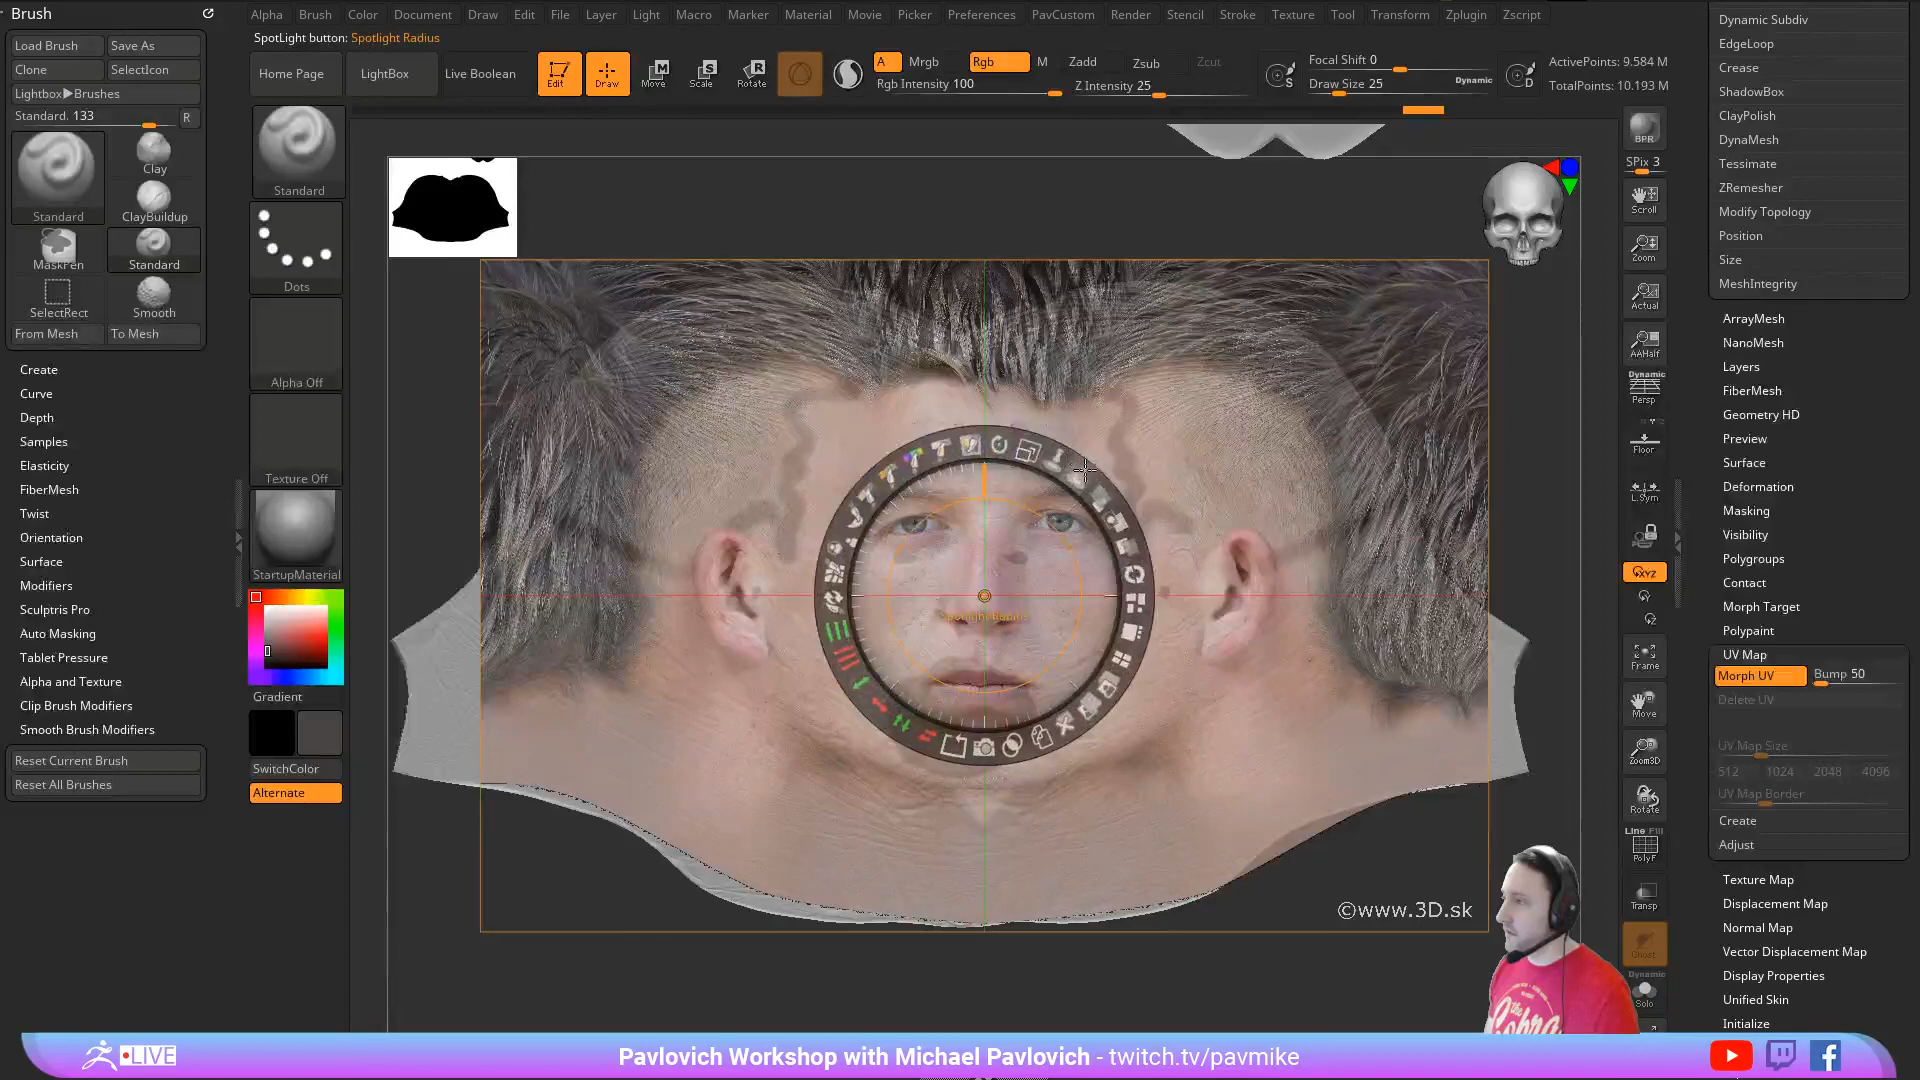 Brush
Load Brush
Save As
Clone
SelectIcon
Lightbox▶Brushes
Standard. 133
R
Standard
Clay
ClayBuildup
MaskPen
Standard
SelectRect
Smooth
From Mesh
To Mesh
Create
Curve
Depth
Samples
Elasticity
FiberMesh
Twist
Orientation
Surface
Modifiers
Sculptris Pro
Auto Masking
Tablet Pressure
Alpha and Texture
Clip Brush Modifiers
Smooth Brush Modifiers
Reset Current Brush
Reset All Brushes
Alpha Brush Color Document Draw Edit File Layer Light Macro Marker Material Movie Picker Preferences PavCustom Render Stencil Stroke Texture Tool Transform Zplugin Zscript
SpotLight button: Spotlight Radius
Home Page
LightBox
Live Boolean
Edit
Draw
Move
Scale
Rotate
A
Mrgb
Rgb
M
Zadd
Zsub
Zcut
Rgb Intensity 100
Z Intensity 25
S
Focal Shift 0
Draw Size 25
Dynamic
D
ActivePoints: 9.584 M
TotalPoints: 10.193 M
Standard
Dots
Alpha Off
Texture Off
StartupMaterial
Gradient
SwitchColor
Alternate
Spotlight Radius
©www.3D.sk
BPR
SPix 3
Scroll
Zoom
Actual
AAHalf
Dynamic
Persp
Floor
L.Sym
XYZ
Frame
Move
Zoom3D
Rotate
Line Fill
PolyF
Transp
Ghost
Dynamic
Solo
Dynamic Subdiv
EdgeLoop
Crease
ShadowBox
ClayPolish
DynaMesh
Tessimate
ZRemesher
Modify Topology
Position
Size
MeshIntegrity
ArrayMesh
NanoMesh
Layers
FiberMesh
Geometry HD
Preview
Surface
Deformation
Masking
Visibility
Polygroups
Contact
Morph Target
Polypaint
UV Map
Morph UV
Bump 50
Delete UV
UV Map Size
512 1024 2048 4096
UV Map Border
Create
Adjust
Texture Map
Displacement Map
Normal Map
Vector Displacement Map
Display Properties
Unified Skin
Initialize
LIVE
Pavlovich Workshop with Michael Pavlovich - twitch.tv/pavmike